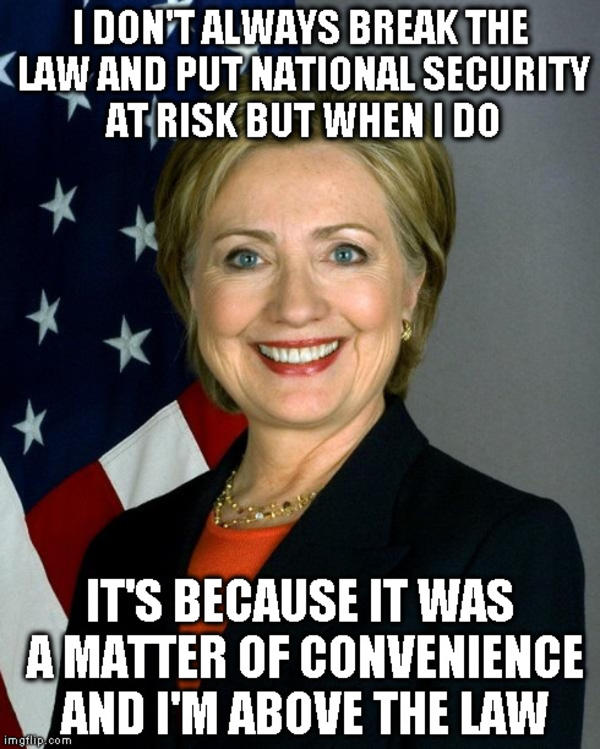 I DON'T ALWAYS BREAK THE
LAW AND PUT NATIONAL SECURITY
AT RISK BUT WHEN I DO
IT'S BECAUSE IT WAS
A MATTER OF CONVENIENCE
AND I'M ABOVE THE LAW
imgflip.com